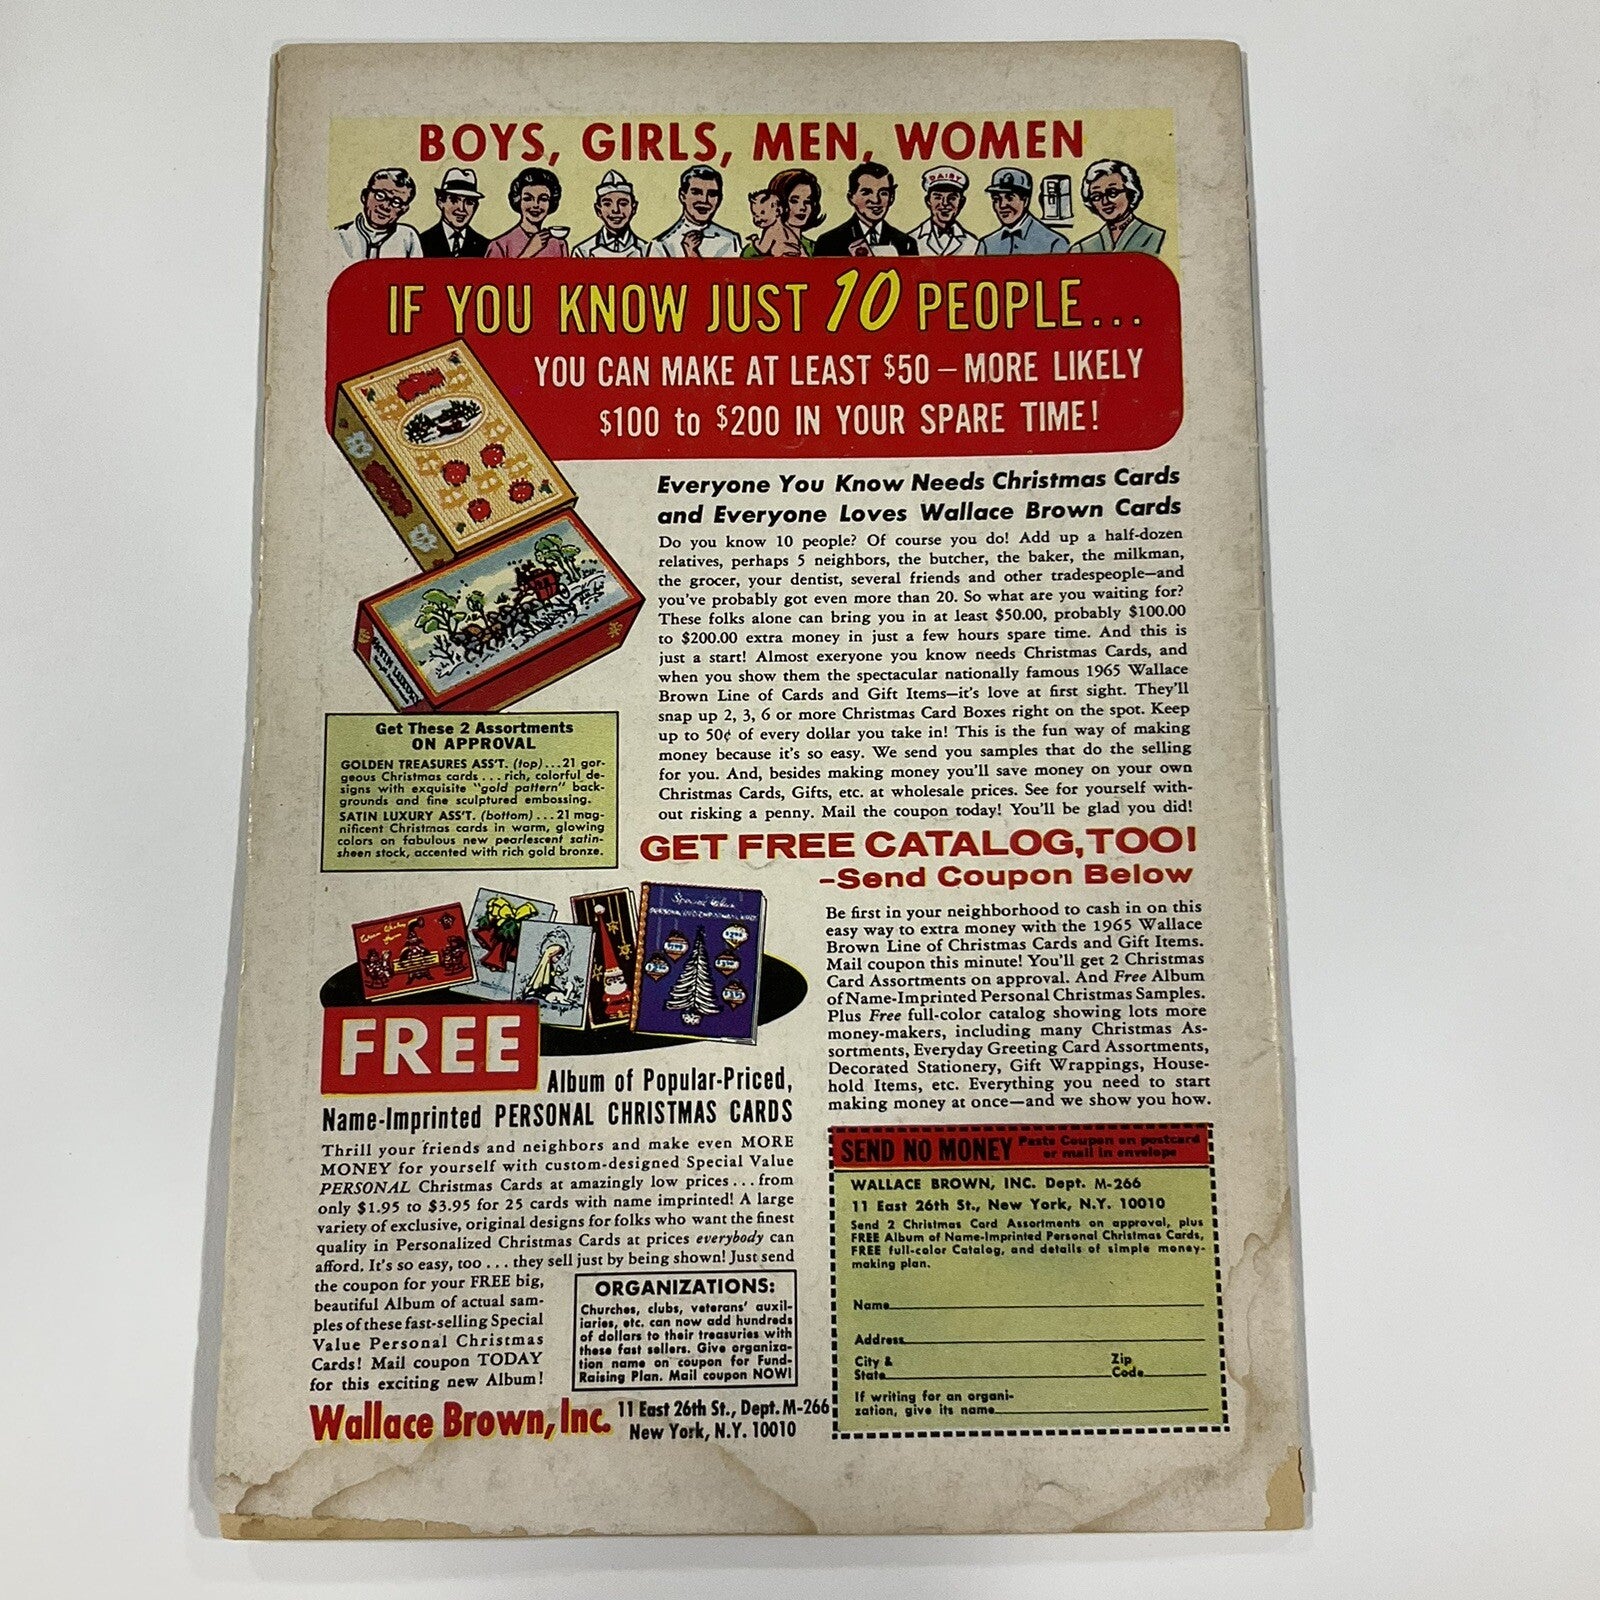 BOYS, GIRLS, MEN, WOMEN
DAIRY
IF YOU KNOW JUST 10 PEOPLE...
YOU CAN MAKE AT LEAST $50 – MORE LIKELY
$100 to $200 IN YOUR SPARE TIME!
Everyone You Know Needs Christmas Cards
and Everyone Loves Wallace Brown Cards
Do you know 10 people? Of course you do! Add up a half-dozen
relatives, perhaps 5 neighbors, the butcher, the baker, the milkman,
the grocer, your dentist, several friends and other tradespeople—and
you've probably got even more than 20. So what are you waiting for?
These folks alone can bring you in at least $50.00, probably $100.00
to $200.00 extra money in just a few hours spare time. And this is
just a start! Almost exeryone you know needs Christmas Cards, and
when you show them the spectacular nationally famous 1965 Wallace
Brown Line of Cards and Gift Items—it's love at first sight. They'll
snap up 2, 3, 6 or more Christmas Card Boxes right on the spot. Keep
up to 50¢ of every dollar you take in! This is the fun way of making
money because it's so easy. We send you samples that do the selling
for you. And, besides making money you'll save money on your own
Christmas Cards, Gifts, etc. at wholesale prices. See for yourself with-
out risking a penny. Mail the coupon today! You'll be glad you did!
SATIN LUXURY
Get These 2 Assortments
ON APPROVAL
GOLDEN TREASURES ASS'T. (top)...21 gor-
geous Christmas cards ... rich, colorful de-
signs with exquisite "gold pattern" back-
grounds and fine sculptured embossing.
SATIN LUXURY ASS'T. (bottom) ...21 mag-
nificent Christmas cards in warm, glowing
colors on fabulous new pearlescent satin-
sheen stock, accented with rich gold bronze.
GET FREE CATALOG, TOO!
–Send Coupon Below
Be first in your neighborhood to cash in on this
easy way to extra money with the 1965 Wallace
Brown Line of Christmas Cards and Gift Items.
Mail coupon this minute! You'll get 2 Christmas
Card Assortments on approval. And Free Album
of Name-Imprinted Personal Christmas Samples.
Plus Free full-color catalog showing lots more
money-makers, including many Christmas As-
sortments, Everyday Greeting Card Assortments,
Decorated Stationery, Gift Wrappings, House-
hold Items, etc. Everything you need to start
making money at once—and we show you how.
Special Value
PERSONALIZED CHRISTMAS CARDS
FREE
Album of Popular-Priced,
Name-Imprinted PERSONAL CHRISTMAS CARDS
Thrill your friends and neighbors and make even MORE
MONEY for yourself with custom-designed Special Value
PERSONAL Christmas Cards at amazingly low prices ... from
only $1.95 to $3.95 for 25 cards with name imprinted! A large
variety of exclusive, original designs for folks who want the finest
quality in Personalized Christmas Cards at prices everybody can
afford. It's so easy, too ... they sell just by being shown! Just send
the coupon for your FREE big,
beautiful Album of actual sam-
ples of these fast-selling Special
Value Personal Christmas
Cards! Mail coupon TODAY
for this exciting new Album!
ORGANIZATIONS:
Churches, clubs, veterans' auxil-
iaries, etc. can now add hundreds
of dollars to their treasuries with
these fast sellers. Give organiza-
tion name on coupon for Fund-
Raising Plan. Mail coupon NOW!
Wallace Brown, Inc. 11 East 26th St., Dept. M-266
New York, N.Y. 10010
SEND NO MONEY Paste Coupon on postcard
or mail in envelope
WALLACE BROWN, INC. Dept. M-266
11 East 26th St., New York, N.Y. 10010
Send 2 Christmas Card Assortments on approval, plus
FREE Album of Name-Imprinted Personal Christmas Cards,
FREE full-color Catalog, and details of simple money-
making plan.
Name
Address
City &
State
Zip
Code
If writing for an organi-
zation, give its name